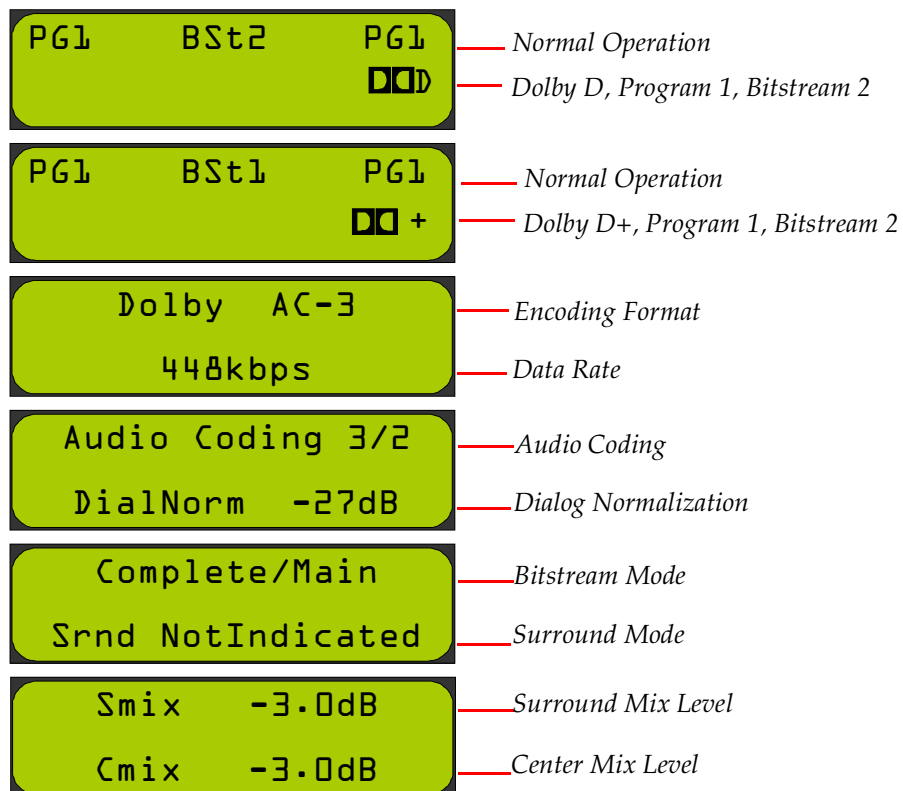 PG1 BSt2 PG1 Normal Operation
D Dolby D, Program 1, Bitstream 2
PG1 BSt1 PG1 Normal Operation
+ Dolby D+, Program 1, Bitstream 2
Dolby AC-3 Encoding Format
448kbps Data Rate
Audio Coding 3/2 Audio Coding
DialNorm -27dB Dialog Normalization
Complete/Main Bitstream Mode
Srnd NotIndicated Surround Mode
Smix -3.0dB Surround Mix Level
Cmix -3.0dB Center Mix Level